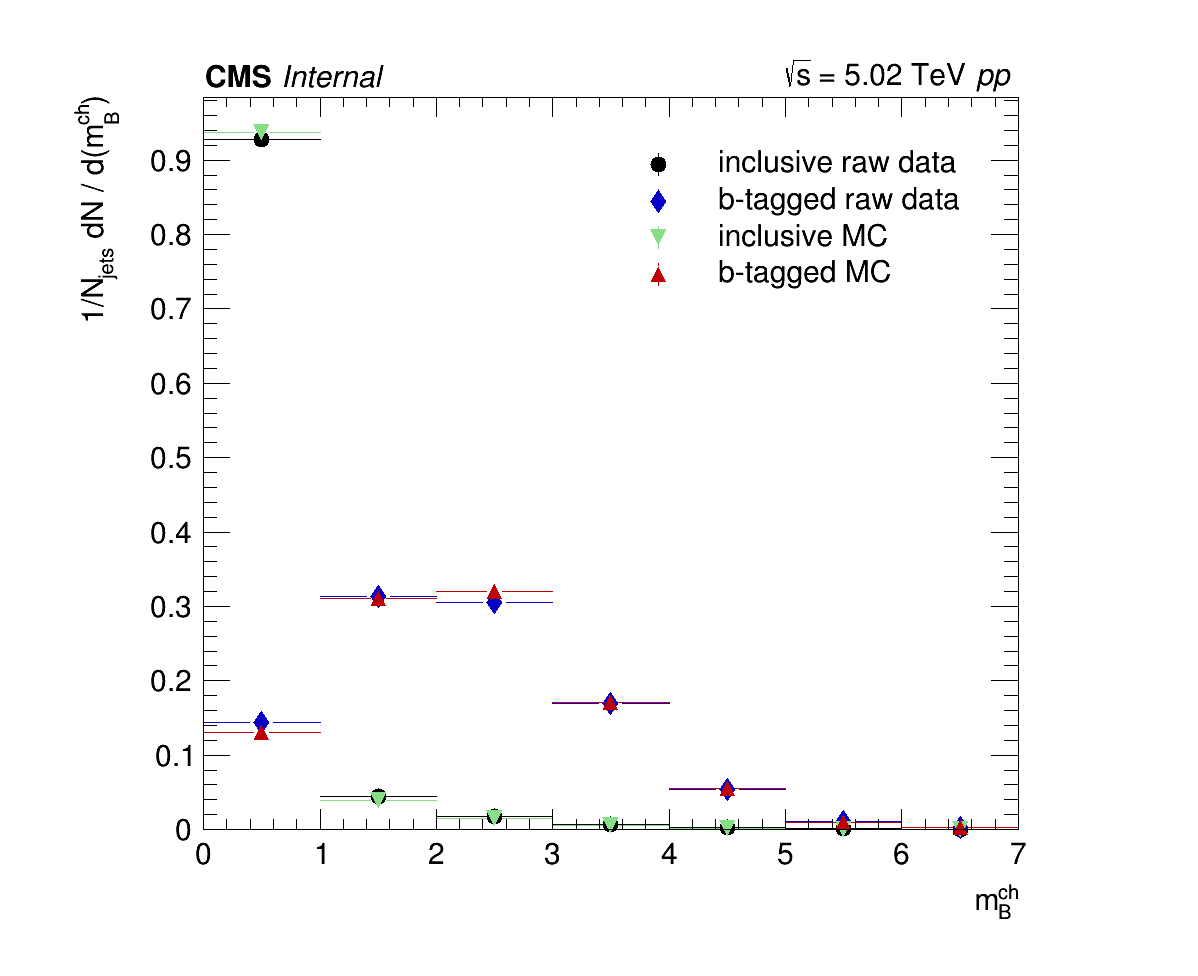 CMS Internal
√s = 5.02 TeV pp
1/N_jets dN / d(m_B^ch)
inclusive raw data
b-tagged raw data
inclusive MC
b-tagged MC
0.9
0.8
0.7
0.6
0.5
0.4
0.3
0.2
0.1
0
0 1 2 3 4 5 6 7
m_B^ch